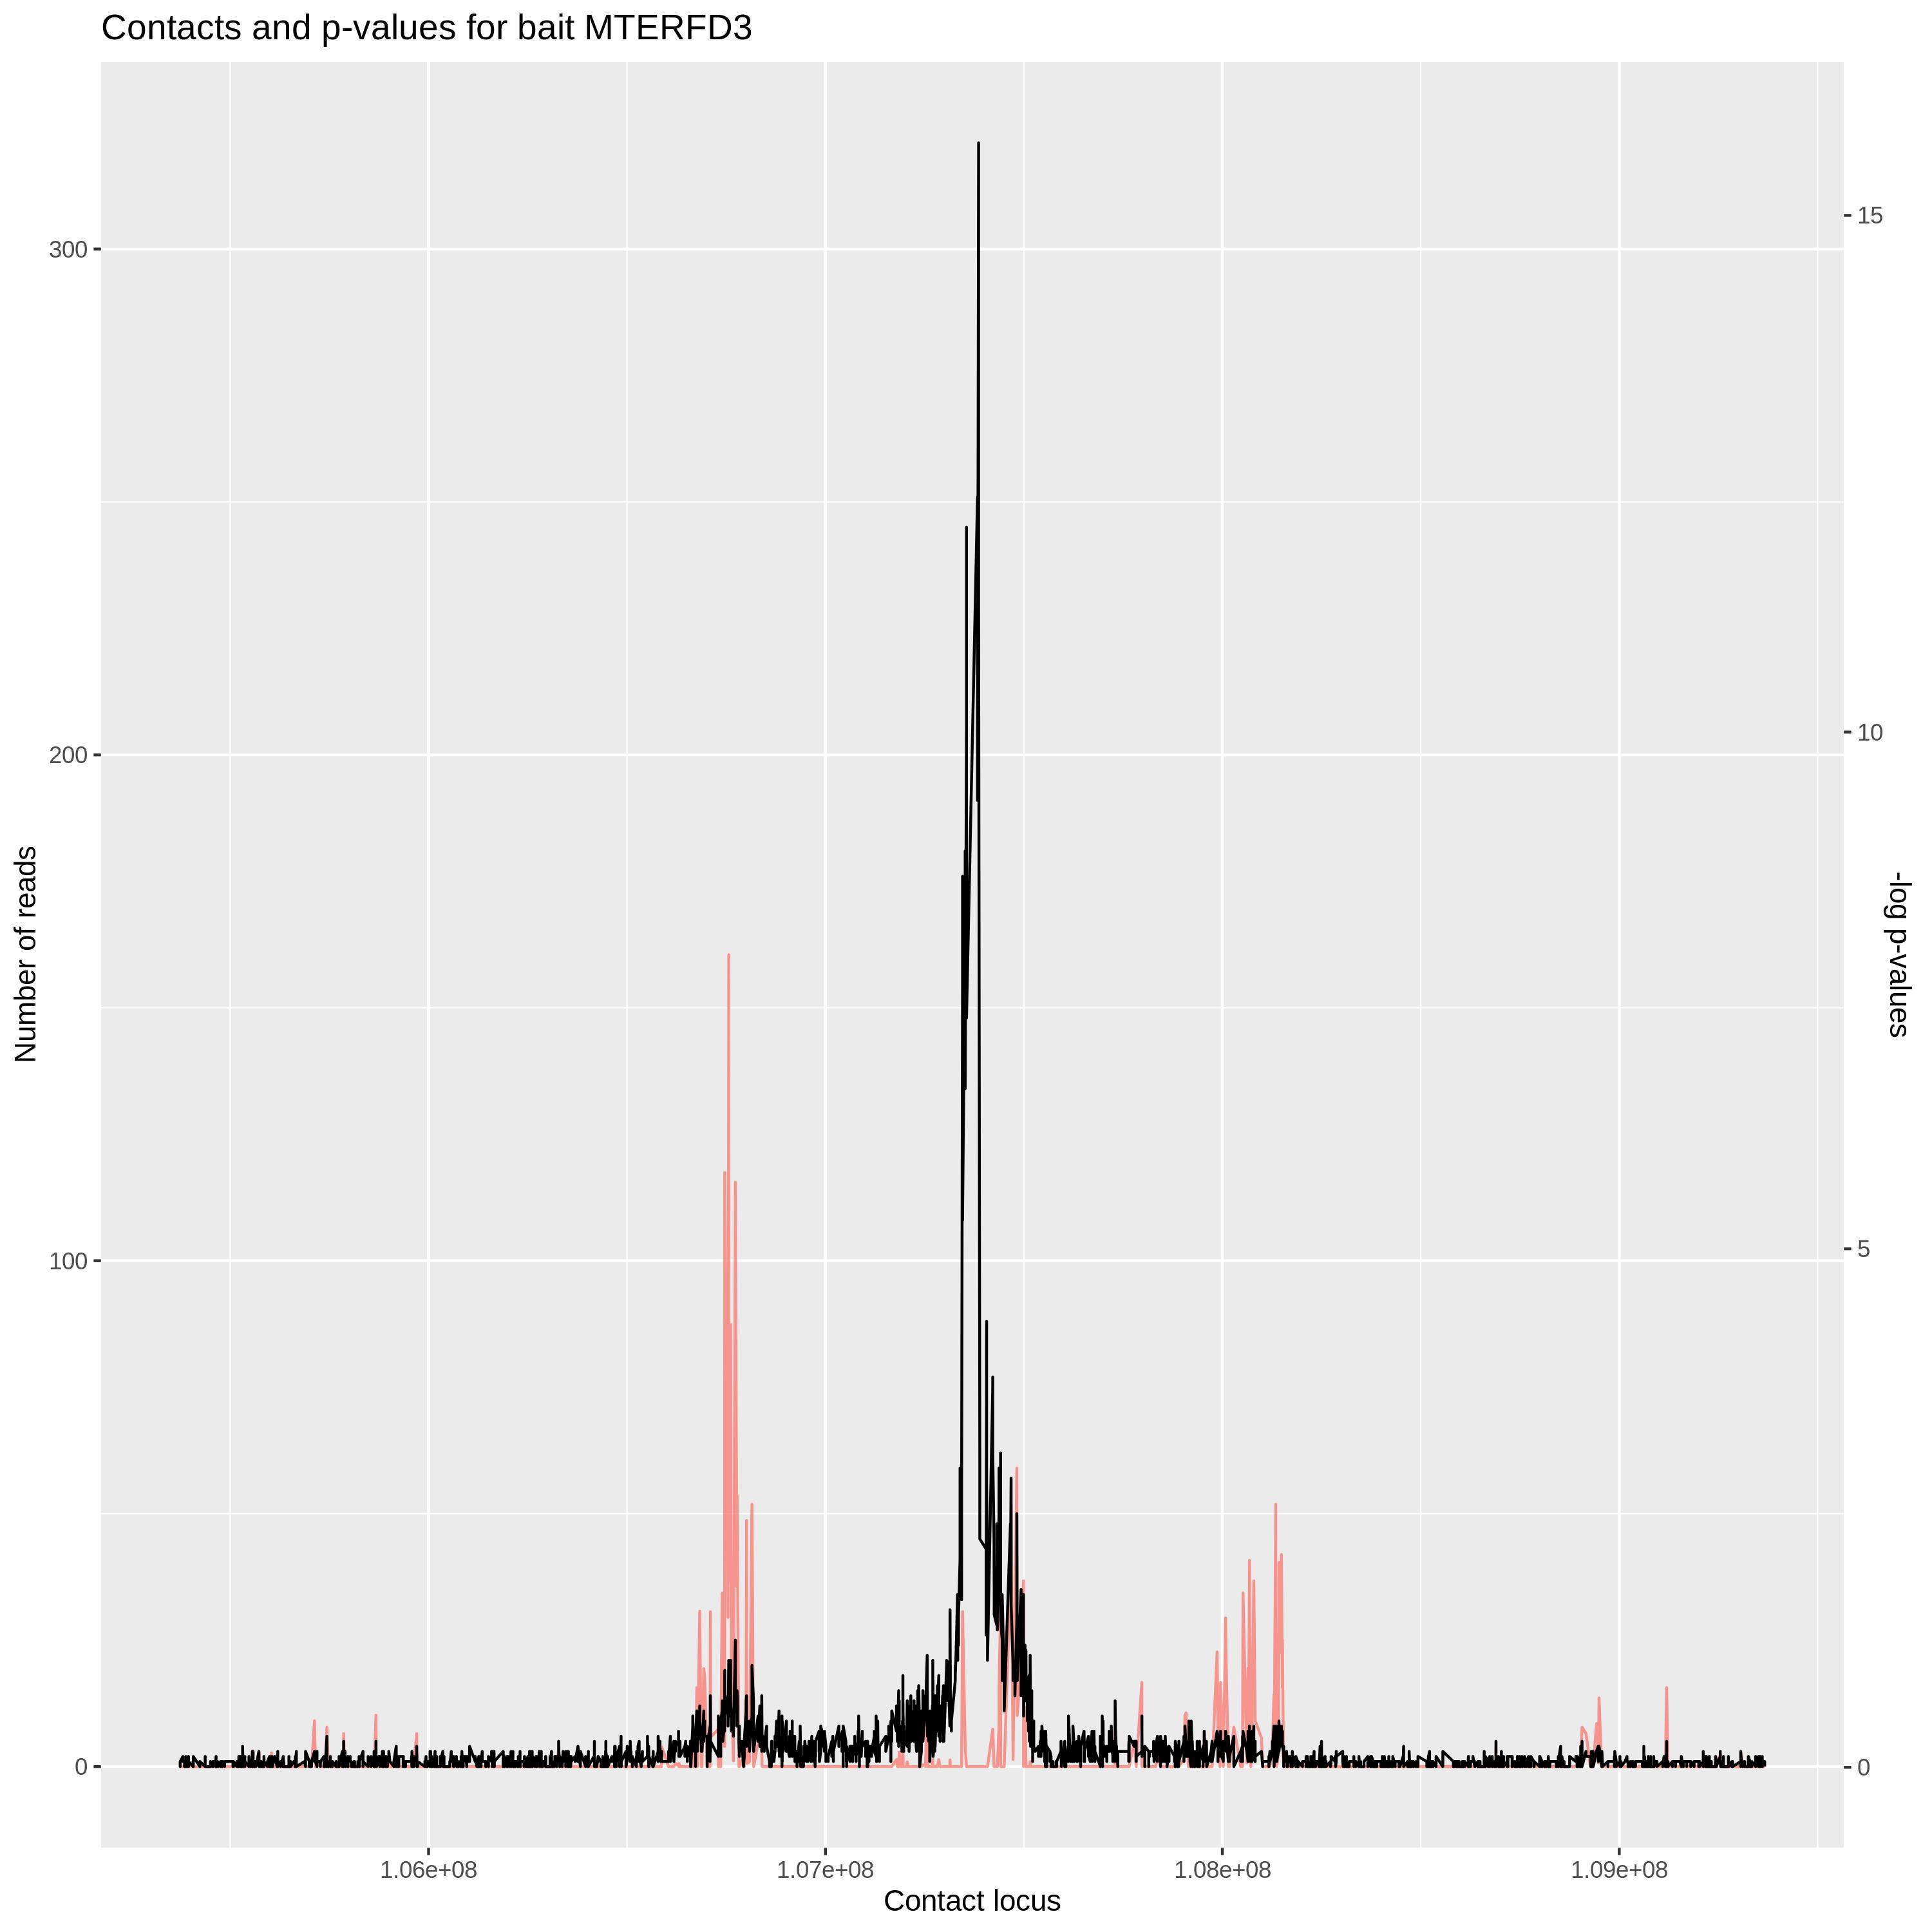 Contacts and p-values for bait MTERFD3
300
200
100
0
Number of reads
15
10
5
0
-log p-values
1.06e+08
1.07e+08
1.08e+08
1.09e+08
Contact locus